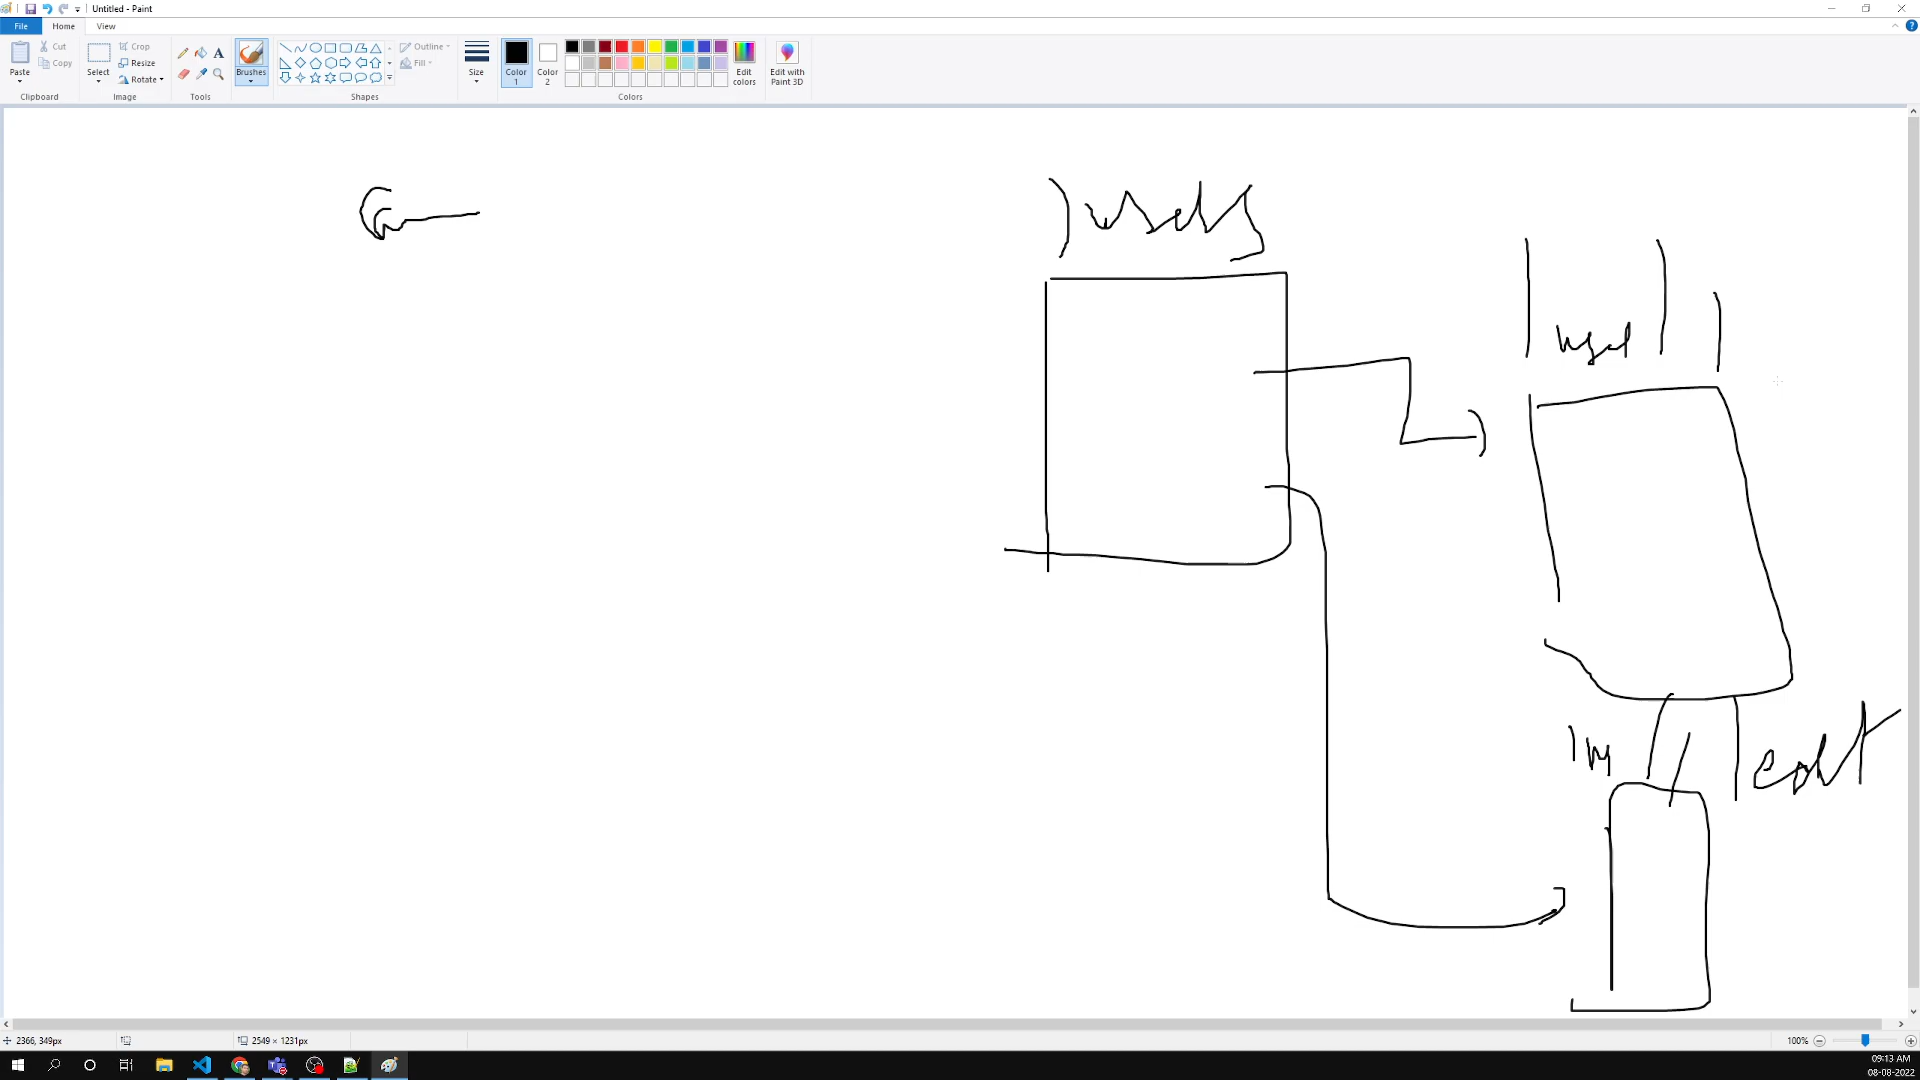 Untitled - Paint
File
Home
View
Paste
Cut
Copy
Clipboard
Select
Crop
Resize
Rotate
Image
Tools
Brushes
Outline
Fill
Shapes
Size
Color 1
Color 2
Colors
Edit colors
Edit with Paint 3D
2366, 349px
2549 × 1231px
100%
09:13 AM
08-08-2022